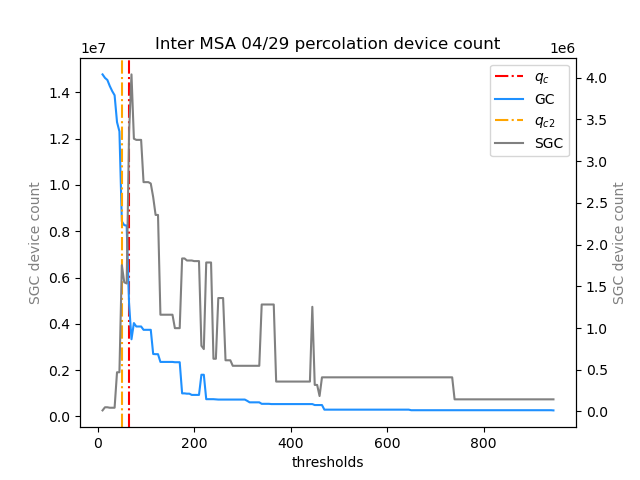 Inter MSA 04/29 percolation device count
1e7
1e6
1.4
1.2
1.0
0.8
0.6
0.4
0.2
0.0
SGC device count
q_c
GC
q_{c2}
SGC
4.0
3.5
3.0
2.5
2.0
1.5
1.0
0.5
0.0
SGC device count
0 200 400 600 800
thresholds